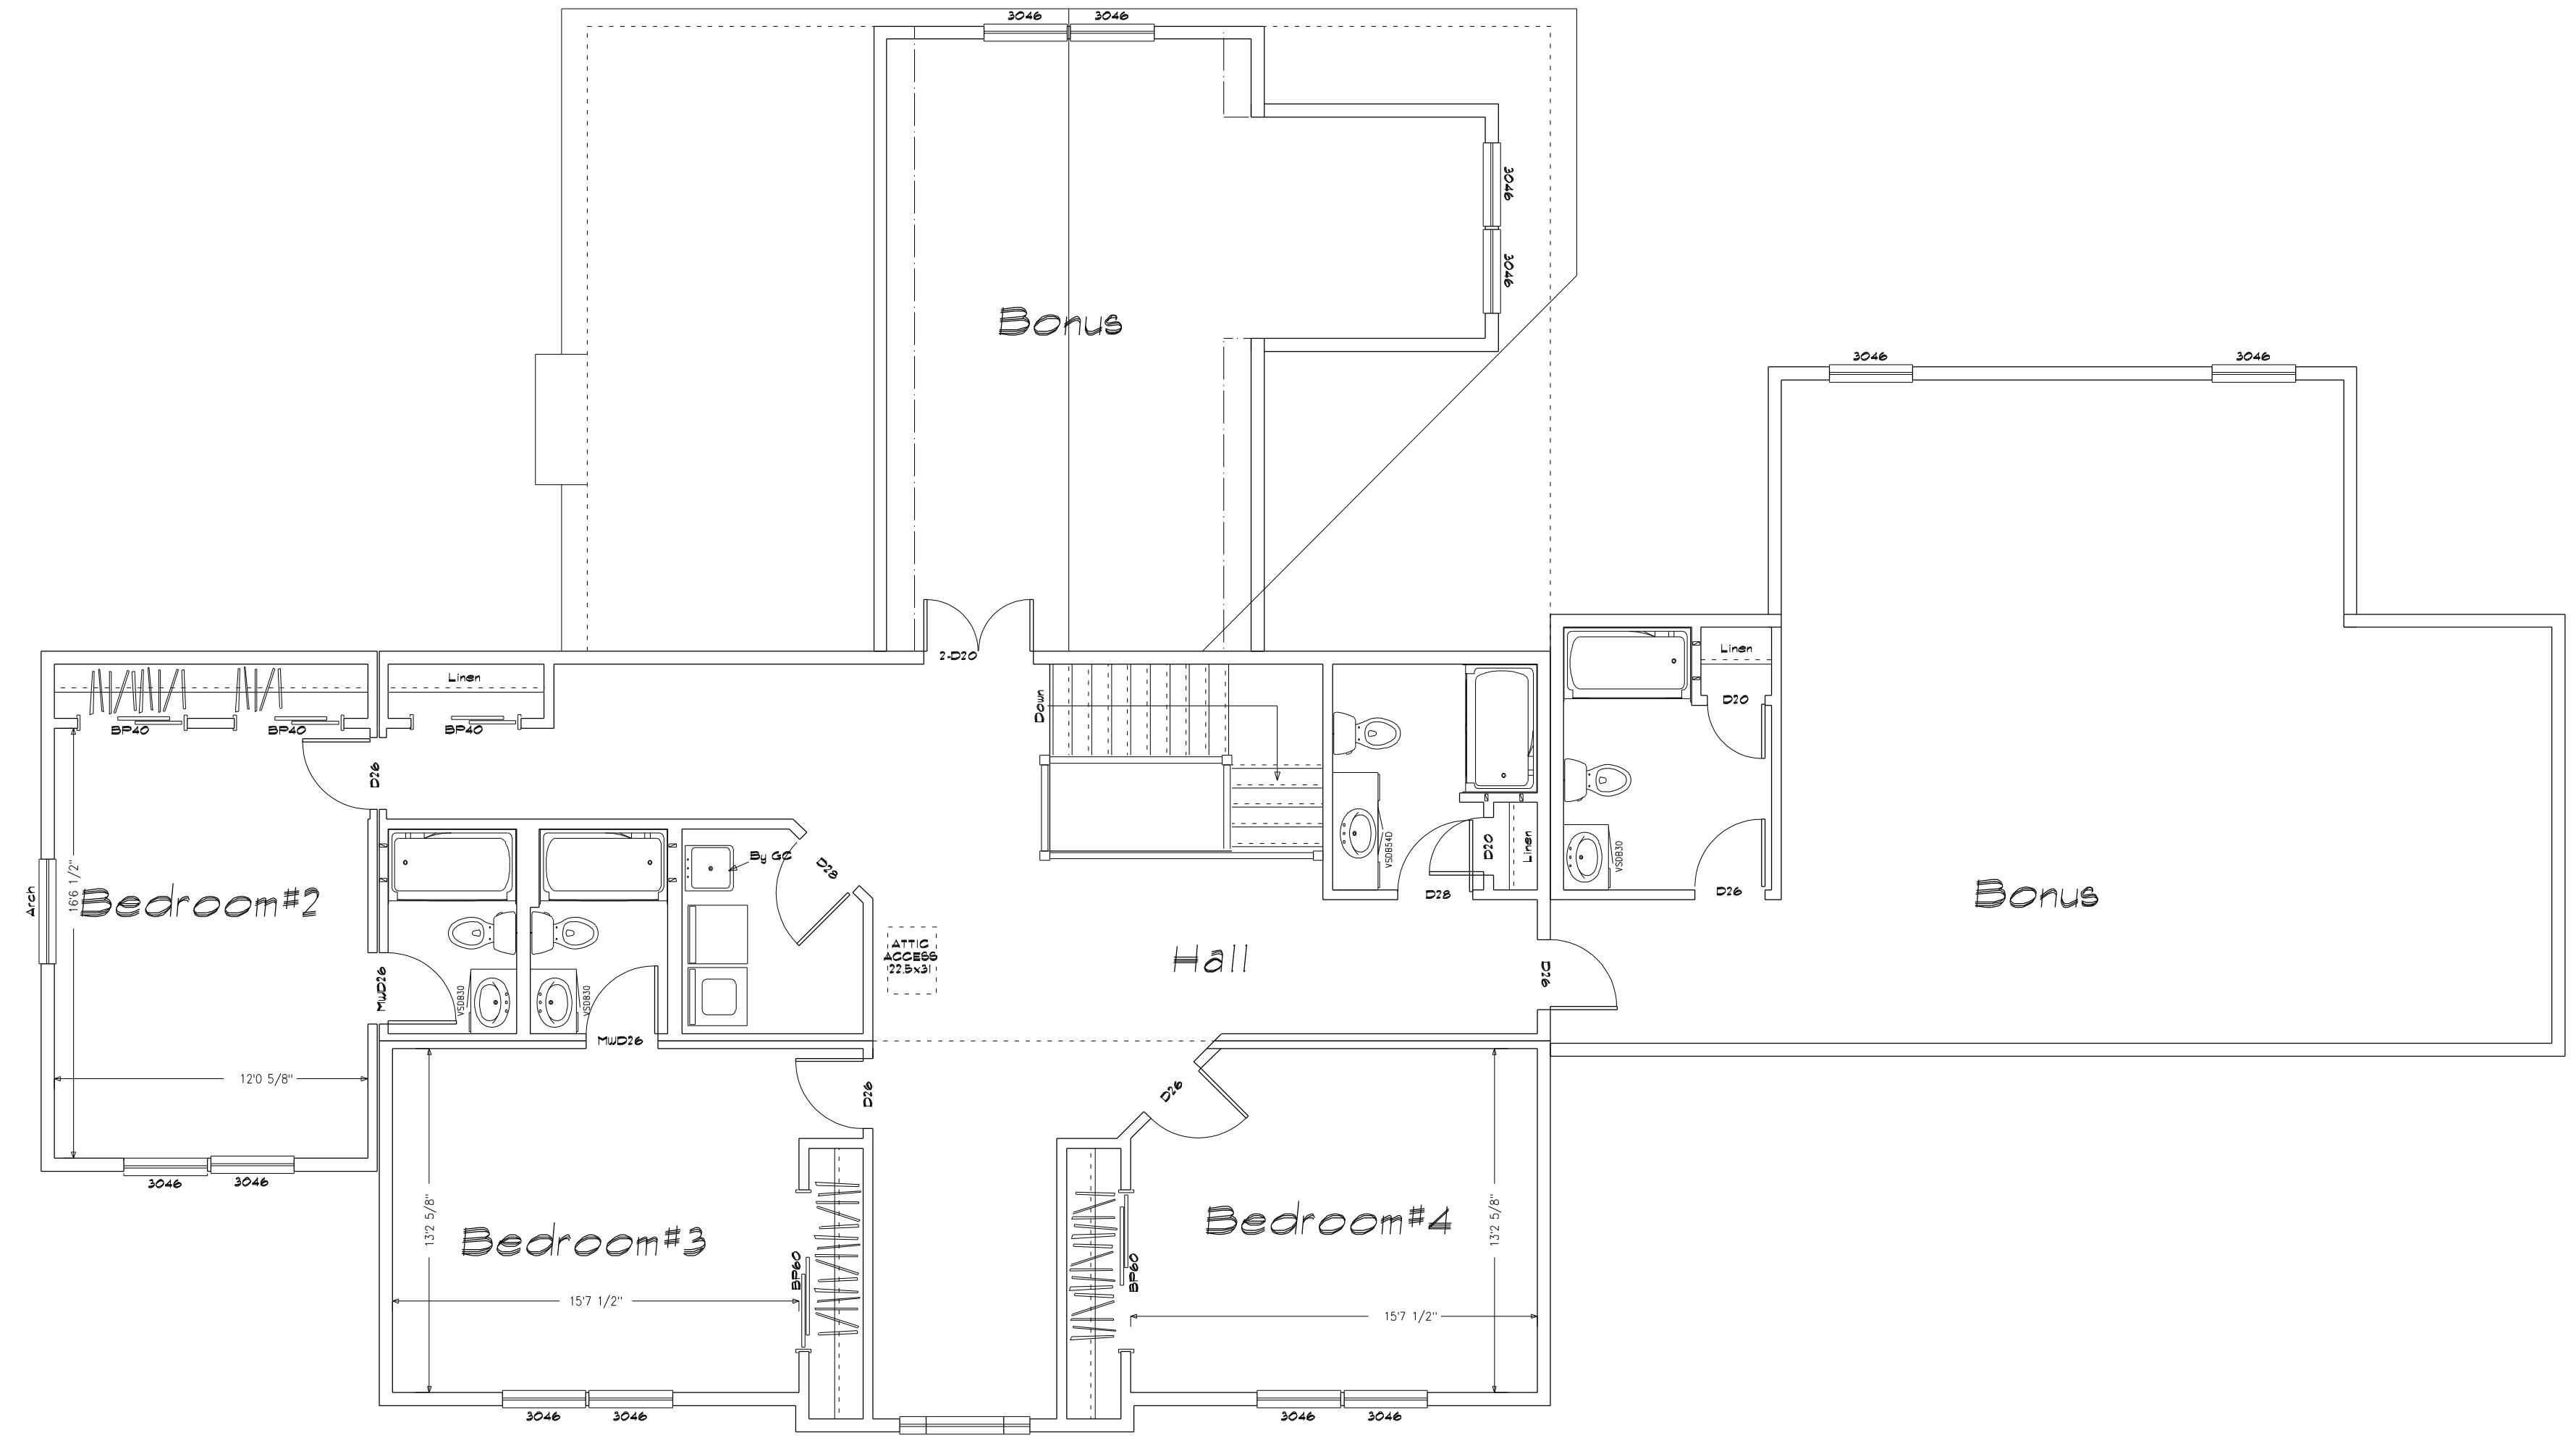 3046
3046
3046
3046
Bonus
3046
3046
2-D20
Linen
Linen
BP40
BP40
BP40
Down
D20
D26
By GC
D28
VSDB54D
D20
Linen
VSDB30
D28
D26
Arch
16'6 1/2"
Bedroom#2
Bonus
ATTIC
ACCESS
22.5x31
Hall
D26
MWD26
VSDB30
VSDB30
MWD26
12'0 5/8"
D26
D26
3046
3046
13'2 5/8"
Bedroom#3
BP60
BP60
Bedroom#4
13'2 5/8"
15'7 1/2"
15'7 1/2"
3046
3046
3046
3046